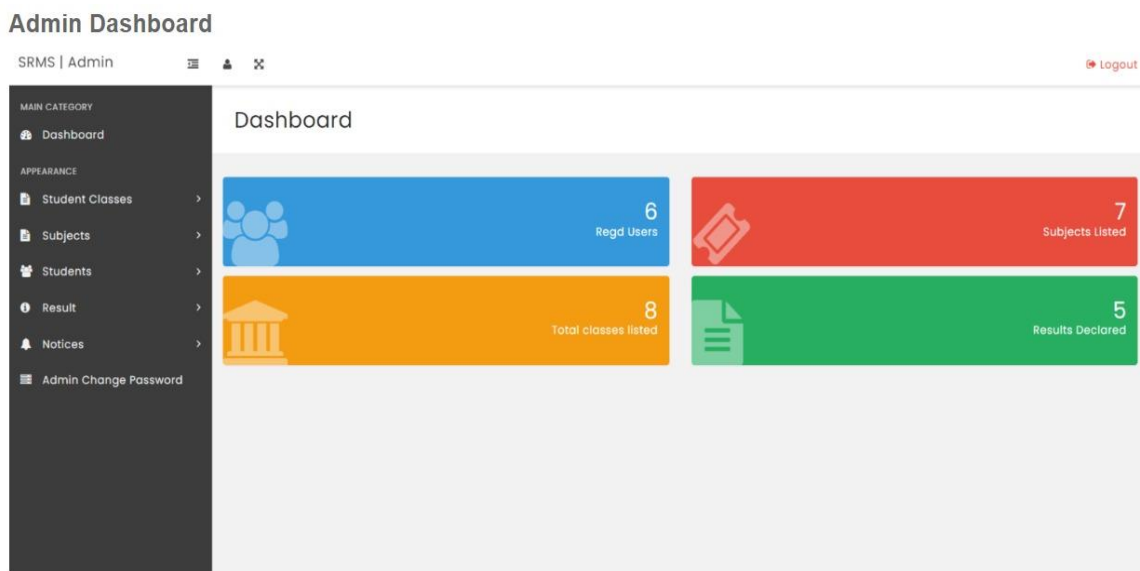 Admin Dashboard
SRMS | Admin
Logout
MAIN CATEGORY
Dashboard
APPEARANCE
Student Classes
Subjects
Students
Result
Notices
Admin Change Password
Dashboard
6
Regd Users
7
Subjects Listed
8
Total classes listed
5
Results Declared